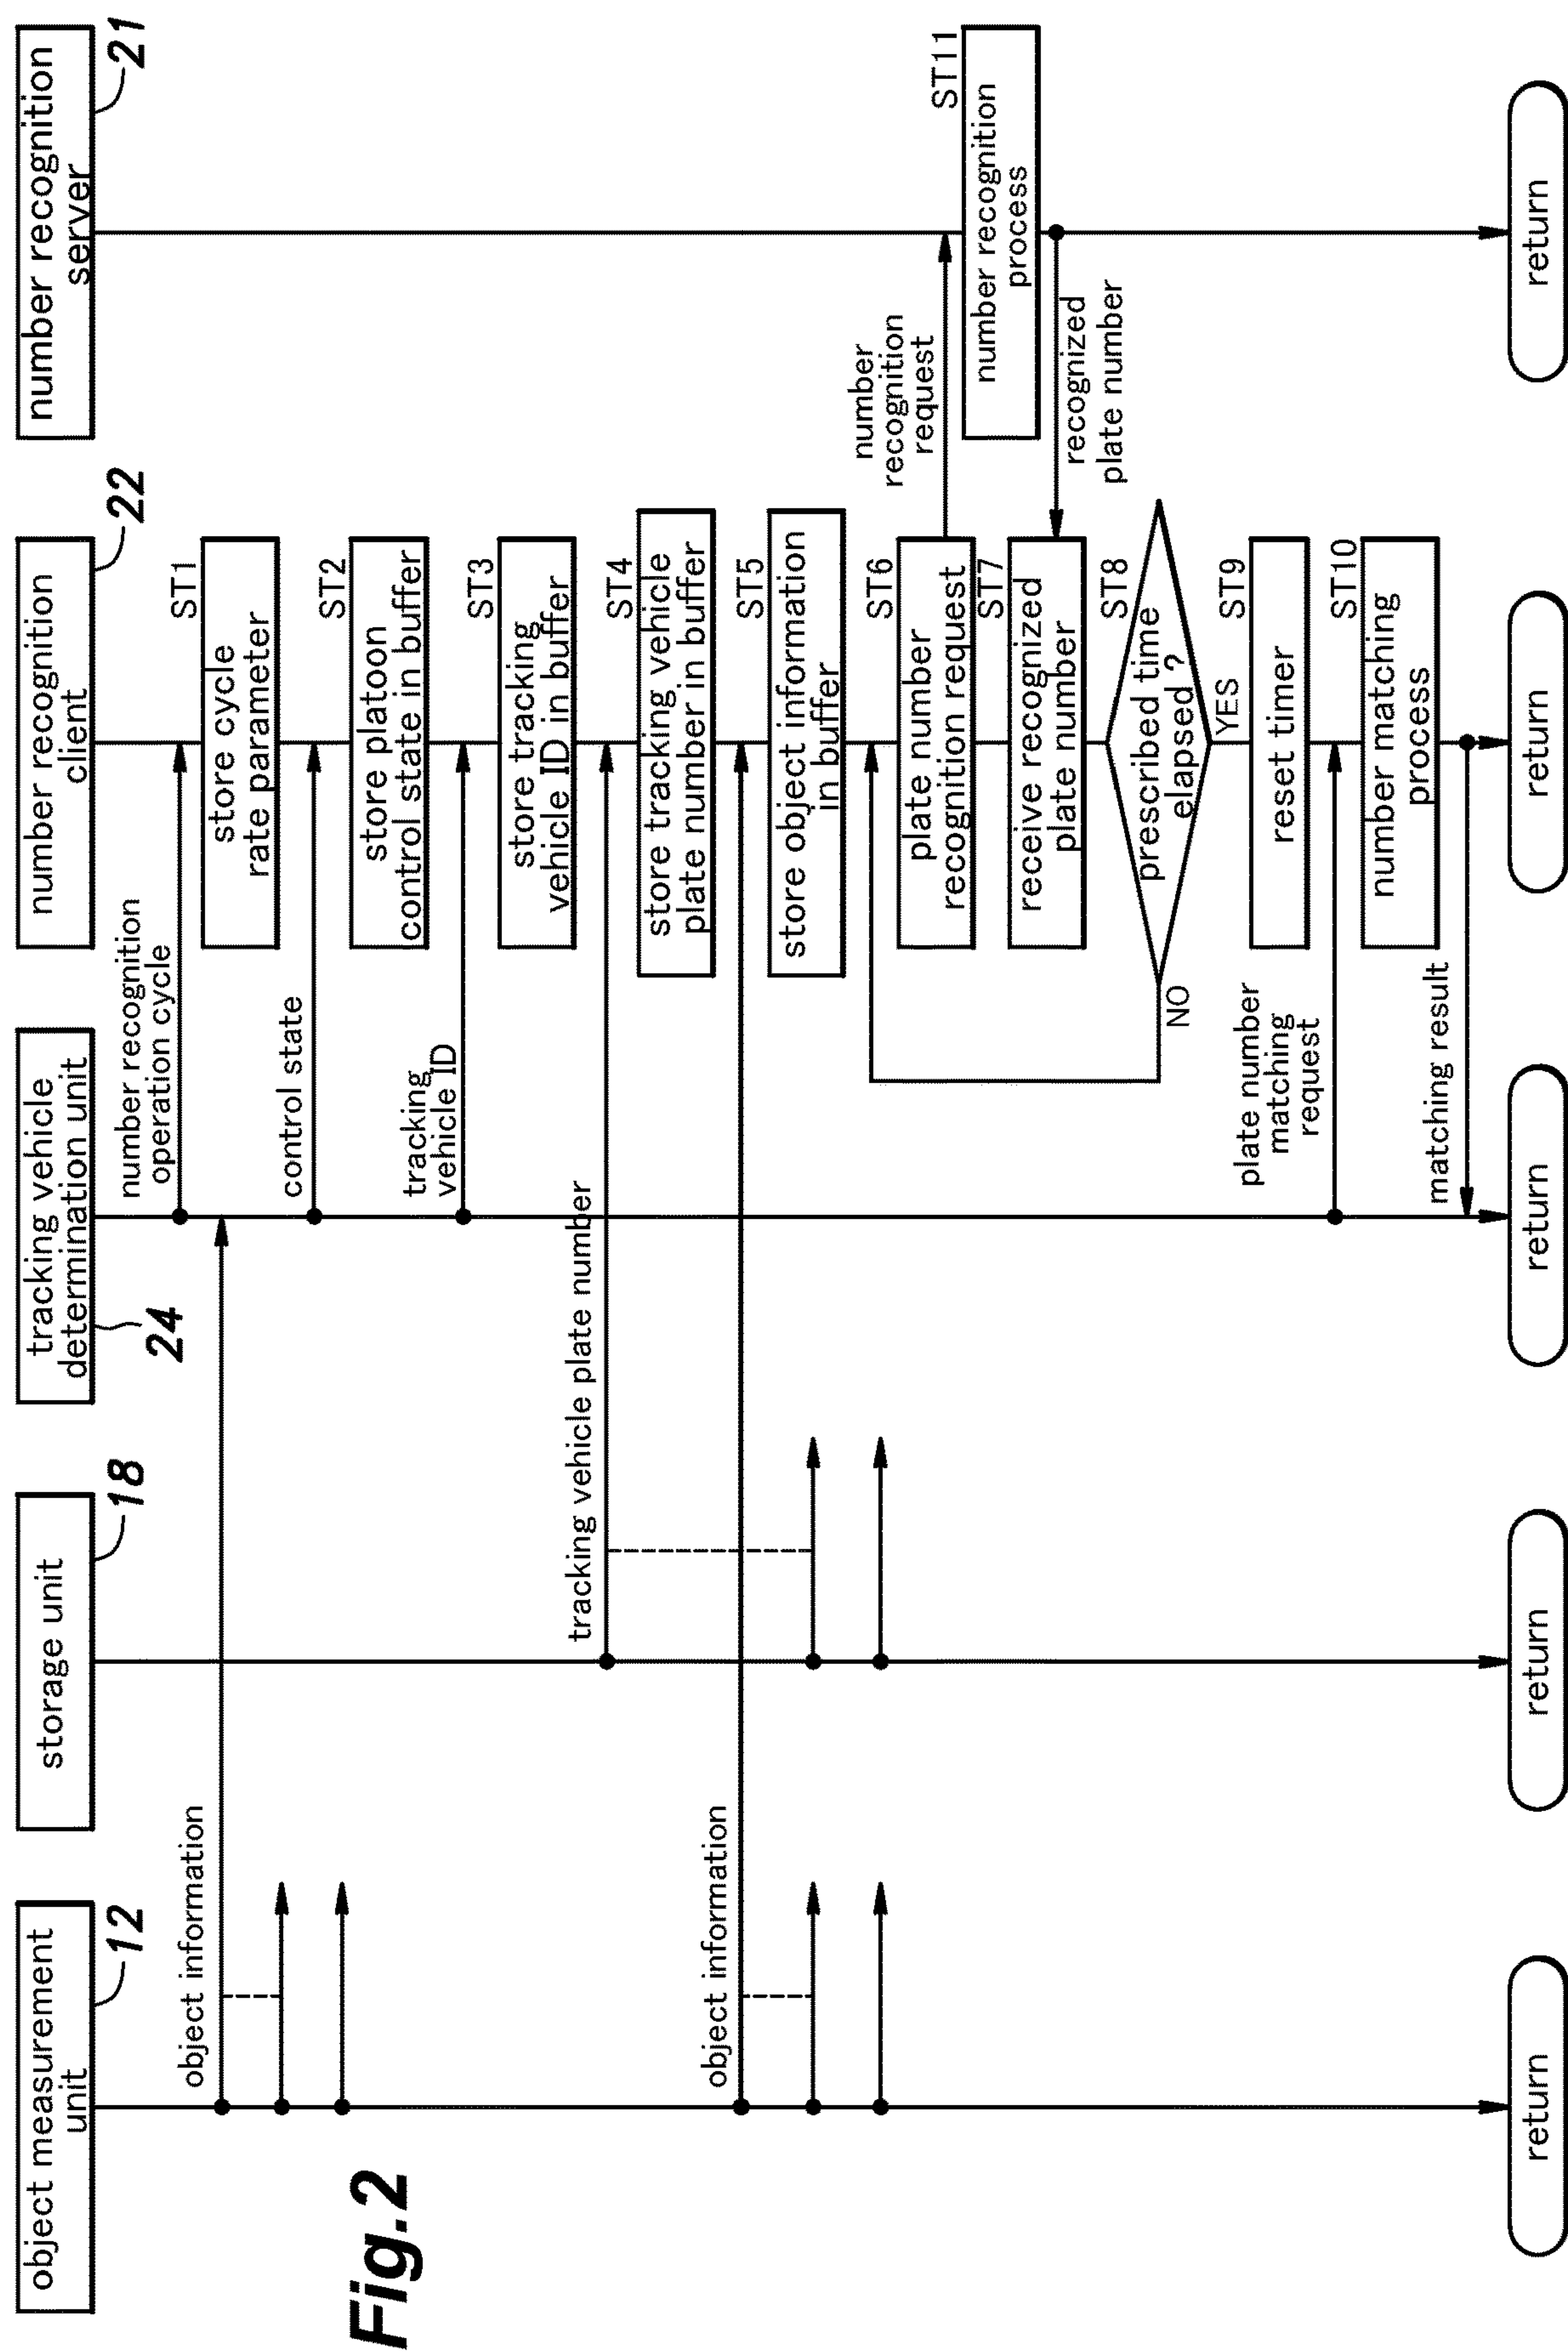 Fig.2
object measurement
unit
12
storage unit
18
tracking vehicle
determination unit
24
number recognition
client
22
number recognition
server
21
number recognition
operation cycle
ST1
store cycle
rate parameter
object information
control state
ST2
store platoon
control state in buffer
tracking
vehicle ID
ST3
store tracking
vehicle ID in buffer
tracking vehicle plate number
ST4
store tracking vehicle
plate number in buffer
object information
ST5
store object information
in buffer
ST6
plate number
recognition request
number
recognition
request
ST11
number recognition
process
ST7
receive recognized
plate number
recognized
plate number
ST8
prescribed time
elapsed ?
NO
YES
ST9
reset timer
plate number
matching
request
ST10
number matching
process
matching result
return
return
return
return
return